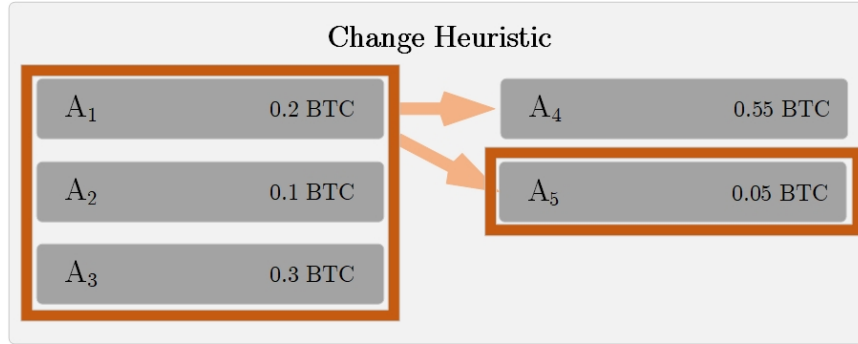 Change Heuristic
A₁ 0.2 BTC
A₄ 0.55 BTC
A₂ 0.1 BTC
A₅ 0.05 BTC
A₃ 0.3 BTC